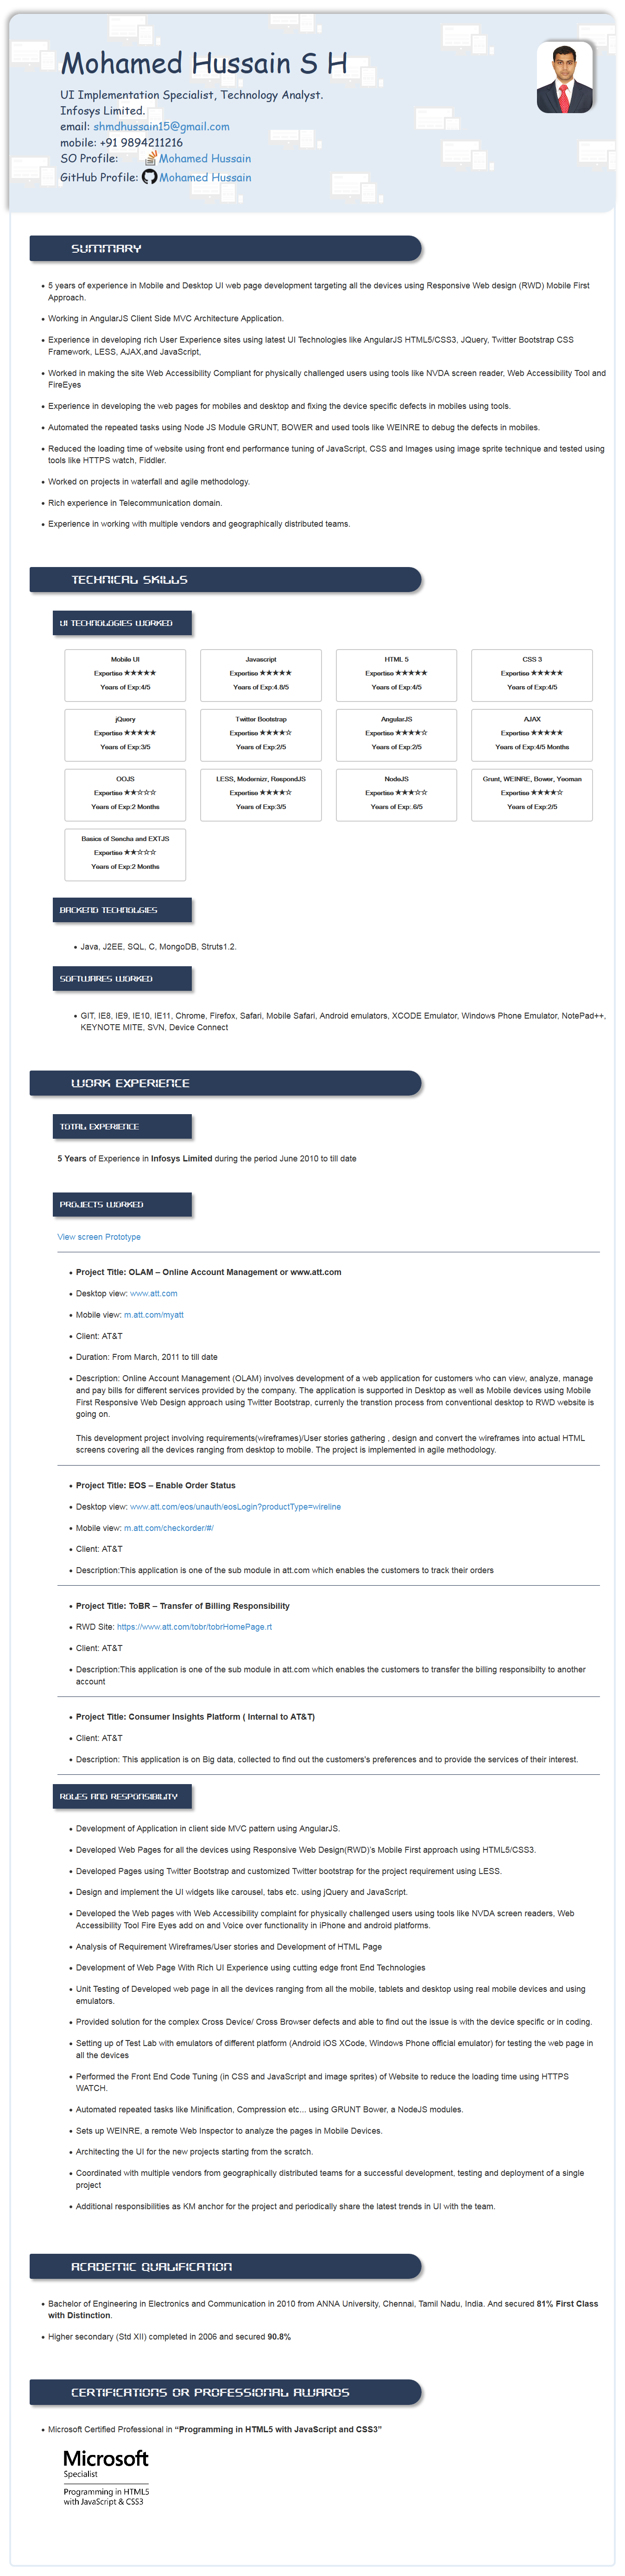 Mohamed Hussain S H
UI Implementation Specialist, Technology Analyst.
Infosys Limited.
email: shmdhussain15@gmail.com
mobile: +91 9894211216
SO Profile: Mohamed Hussain
GitHub Profile: Mohamed Hussain
SUMMARY
• 5 years of experience in Mobile and Desktop UI web page development targeting all the devices using Responsive Web design (RWD) Mobile First
Approach.
• Working in AngularJS Client Side MVC Architecture Application.
• Experience in developing rich User Experience sites using latest UI Technologies like AngularJS HTML5/CSS3, JQuery, Twitter Bootstrap CSS
Framework, LESS, AJAX,and JavaScript,
• Worked in making the site Web Accessibility Compliant for physically challenged users using tools like NVDA screen reader, Web Accessibility Tool and
FireEyes
• Experience in developing the web pages for mobiles and desktop and fixing the device specific defects in mobiles using tools.
• Automated the repeated tasks using Node JS Module GRUNT, BOWER and used tools like WEINRE to debug the defects in mobiles.
• Reduced the loading time of website using front end performance tuning of JavaScript, CSS and Images using image sprite technique and tested using
tools like HTTPS watch, Fiddler.
• Worked on projects in waterfall and agile methodology.
• Rich experience in Telecommunication domain.
• Experience in working with multiple vendors and geographically distributed teams.
TECHNICAL SKILLS
UI TECHNOLOGIES WORKED
Mobile UI
Expertise ★★★★★
Years of Exp:4/5
Javascript
Expertise ★★★★★
Years of Exp:4.8/5
HTML 5
Expertise ★★★★★
Years of Exp:4/5
CSS 3
Expertise ★★★★★
Years of Exp:4/5
jQuery
Expertise ★★★★★
Years of Exp:3/5
Twitter Bootstrap
Expertise ★★★★☆
Years of Exp:2/5
AngularJS
Expertise ★★★★☆
Years of Exp:2/5
AJAX
Expertise ★★★★★
Years of Exp:4/5 Months
OOJS
Expertise ★★☆☆☆
Years of Exp:2 Months
LESS, Modernizr, RespondJS
Expertise ★★★★☆
Years of Exp:3/5
NodeJS
Expertise ★★★☆☆
Years of Exp:.6/5
Grunt, WEINRE, Bower, Yeoman
Expertise ★★★★☆
Years of Exp:2/5
Basics of Sencha and EXTJS
Expertise ★★☆☆☆
Years of Exp:2 Months
BACKEND TECHNOLGIES
• Java, J2EE, SQL, C, MongoDB, Struts1.2.
SOFTWARES WORKED
• GIT, IE8, IE9, IE10, IE11, Chrome, Firefox, Safari, Mobile Safari, Android emulators, XCODE Emulator, Windows Phone Emulator, NotePad++,
KEYNOTE MITE, SVN, Device Connect
WORK EXPERIENCE
TOTAL EXPERIENCE
5 Years of Experience in Infosys Limited during the period June 2010 to till date
PROJECTS WORKED
View screen Prototype
• Project Title: OLAM – Online Account Management or www.att.com
• Desktop view: www.att.com
• Mobile view: m.att.com/myatt
• Client: AT&T
• Duration: From March, 2011 to till date
• Description: Online Account Management (OLAM) involves development of a web application for customers who can view, analyze, manage
and pay bills for different services provided by the company. The application is supported in Desktop as well as Mobile devices using Mobile
First Responsive Web Design approach using Twitter Bootstrap, currenly the transtion process from conventional desktop to RWD website is
going on.
This development project involving requirements(wireframes)/User stories gathering , design and convert the wireframes into actual HTML
screens covering all the devices ranging from desktop to mobile. The project is implemented in agile methodology.
• Project Title: EOS – Enable Order Status
• Desktop view: www.att.com/eos/unauth/eosLogin?productType=wireline
• Mobile view: m.att.com/checkorder/#/
• Client: AT&T
• Description:This application is one of the sub module in att.com which enables the customers to track their orders
• Project Title: ToBR – Transfer of Billing Responsibility
• RWD Site: https://www.att.com/tobr/tobrHomePage.rt
• Client: AT&T
• Description:This application is one of the sub module in att.com which enables the customers to transfer the billing responsibilty to another
account
• Project Title: Consumer Insights Platform ( Internal to AT&T)
• Client: AT&T
• Description: This application is on Big data, collected to find out the customers's preferences and to provide the services of their interest.
ROLES AND RESPONSIBILITY
• Development of Application in client side MVC pattern using AngularJS.
• Developed Web Pages for all the devices using Responsive Web Design(RWD)'s Mobile First approach using HTML5/CSS3.
• Developed Pages using Twitter Bootstrap and customized Twitter bootstrap for the project requirement using LESS.
• Design and implement the UI widgets like carousel, tabs etc. using jQuery and JavaScript.
• Developed the Web pages with Web Accessibility complaint for physically challenged users using tools like NVDA screen readers, Web
Accessibility Tool Fire Eyes add on and Voice over functionality in iPhone and android platforms.
• Analysis of Requirement Wireframes/User stories and Development of HTML Page
• Development of Web Page With Rich UI Experience using cutting edge front End Technologies
• Unit Testing of Developed web page in all the devices ranging from all the mobile, tablets and desktop using real mobile devices and using
emulators.
• Provided solution for the complex Cross Device/ Cross Browser defects and able to find out the issue is with the device specific or in coding.
• Setting up of Test Lab with emulators of different platform (Android iOS XCode, Windows Phone official emulator) for testing the web page in
all the devices
• Performed the Front End Code Tuning (in CSS and JavaScript and image sprites) of Website to reduce the loading time using HTTPS
WATCH.
• Automated repeated tasks like Minification, Compression etc... using GRUNT Bower, a NodeJS modules.
• Sets up WEINRE, a remote Web Inspector to analyze the pages in Mobile Devices.
• Architecting the UI for the new projects starting from the scratch.
• Coordinated with multiple vendors from geographically distributed teams for a successful development, testing and deployment of a single
project
• Additional responsibilities as KM anchor for the project and periodically share the latest trends in UI with the team.
ACADEMIC QUALIFICATION
• Bachelor of Engineering in Electronics and Communication in 2010 from ANNA University, Chennai, Tamil Nadu, India. And secured 81% First Class
with Distinction.
• Higher secondary (Std XII) completed in 2006 and secured 90.8%
CERTIFICATIONS OR PROFESSIONAL AWARDS
• Microsoft Certified Professional in “Programming in HTML5 with JavaScript and CSS3”
Microsoft
Specialist
Programming in HTML5
with JavaScript & CSS3